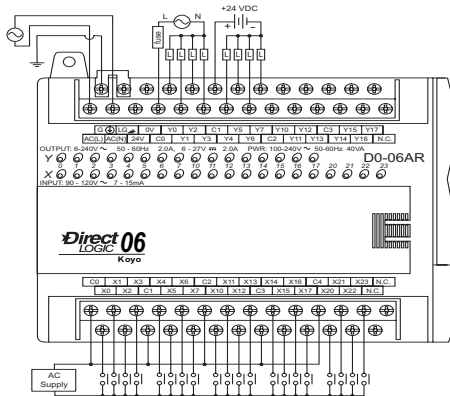 +24 VDC
L N
+ -
fuse
L L L L L L L L
G LG 0V Y0 Y2 C1 Y5 Y7 Y10 Y12 C3 Y15 Y17
AC(L) AC(N) 24V C0 Y1 Y3 Y4 Y6 C2 Y11 Y13 Y14 Y16 N.C.
OUTPUT: 6-240V ~ 50 - 60Hz 2.0A, 6 - 27V ⎓ 2.0A PWR: 100-240V ~ 50-60Hz 40VA
Y D0-06AR
0 1 2 3 4 5 6 7 10 11 12 13 14 15 16 17 20 21 22 23
X
INPUT: 90 - 120V ~ 7 - 15mA
Direct
LOGIC 06
Koyo
C0 X1 X3 X4 X6 C2 X11 X13 X14 X16 C4 X21 X23 N.C.
X0 X2 C1 X5 X7 X10 X12 C3 X15 X17 X20 X22 N.C.
AC
Supply